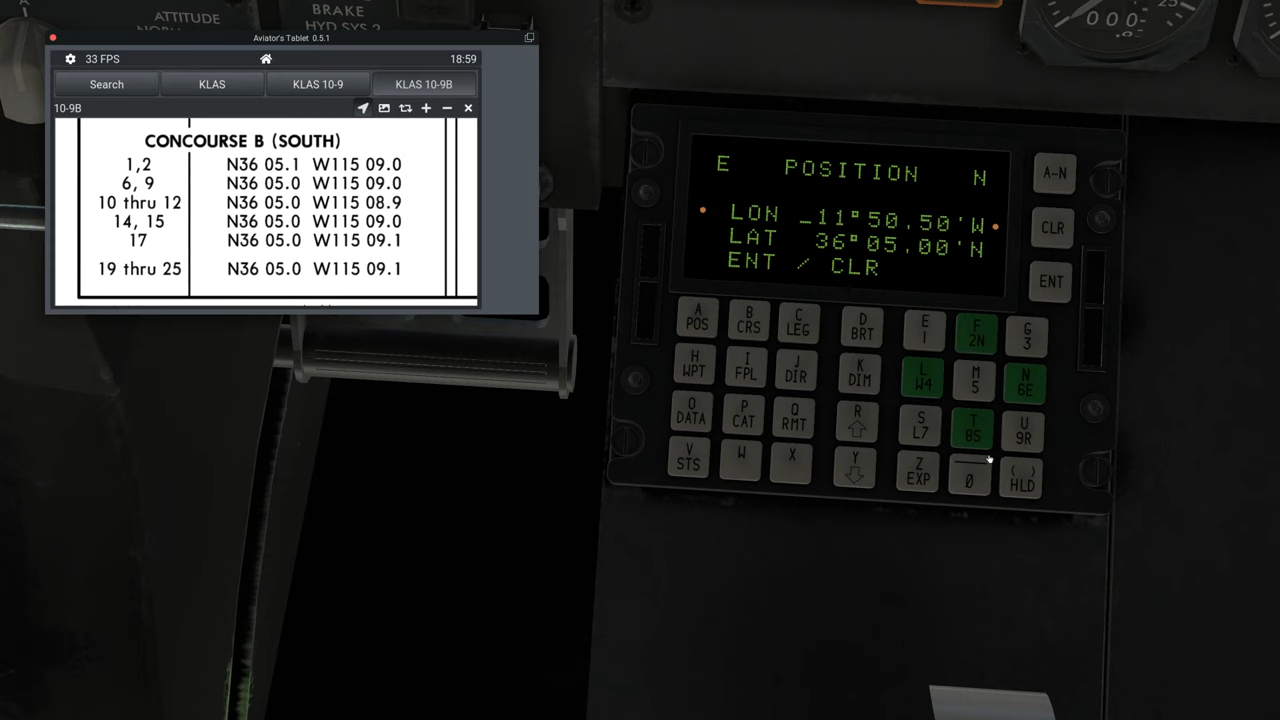 A
ATTITUDE
BRAKE
HYD SYS 2
25
000
Aviator's Tablet 0.5.1
33 FPS
18:59
Search KLAS KLAS 10-9 KLAS 10-9B
10-9B
CONCOURSE B (SOUTH)
1,2 N36 05.1 W115 09.0
6, 9 N36 05.0 W115 09.0
10 thru 12 N36 05.0 W115 08.9
14, 15 N36 05.0 W115 09.0
17 N36 05.0 W115 09.1
19 thru 25 N36 05.0 W115 09.1
E POSITION N
LON _11°50.50'W
LAT 36°05.00'N
ENT / CLR
A-N
CLR
ENT
A POS
B CRS
C LEG
D BRT
E 1
F 2N
G 3
H WPT
I FPL
J DIR
K DIM
L W4
M 5
N 6E
O DATA
P CAT
Q RMT
R
S L7
T 8S
U 9R
V STS
W
X
Y
Z EXP
0
( ) HLD